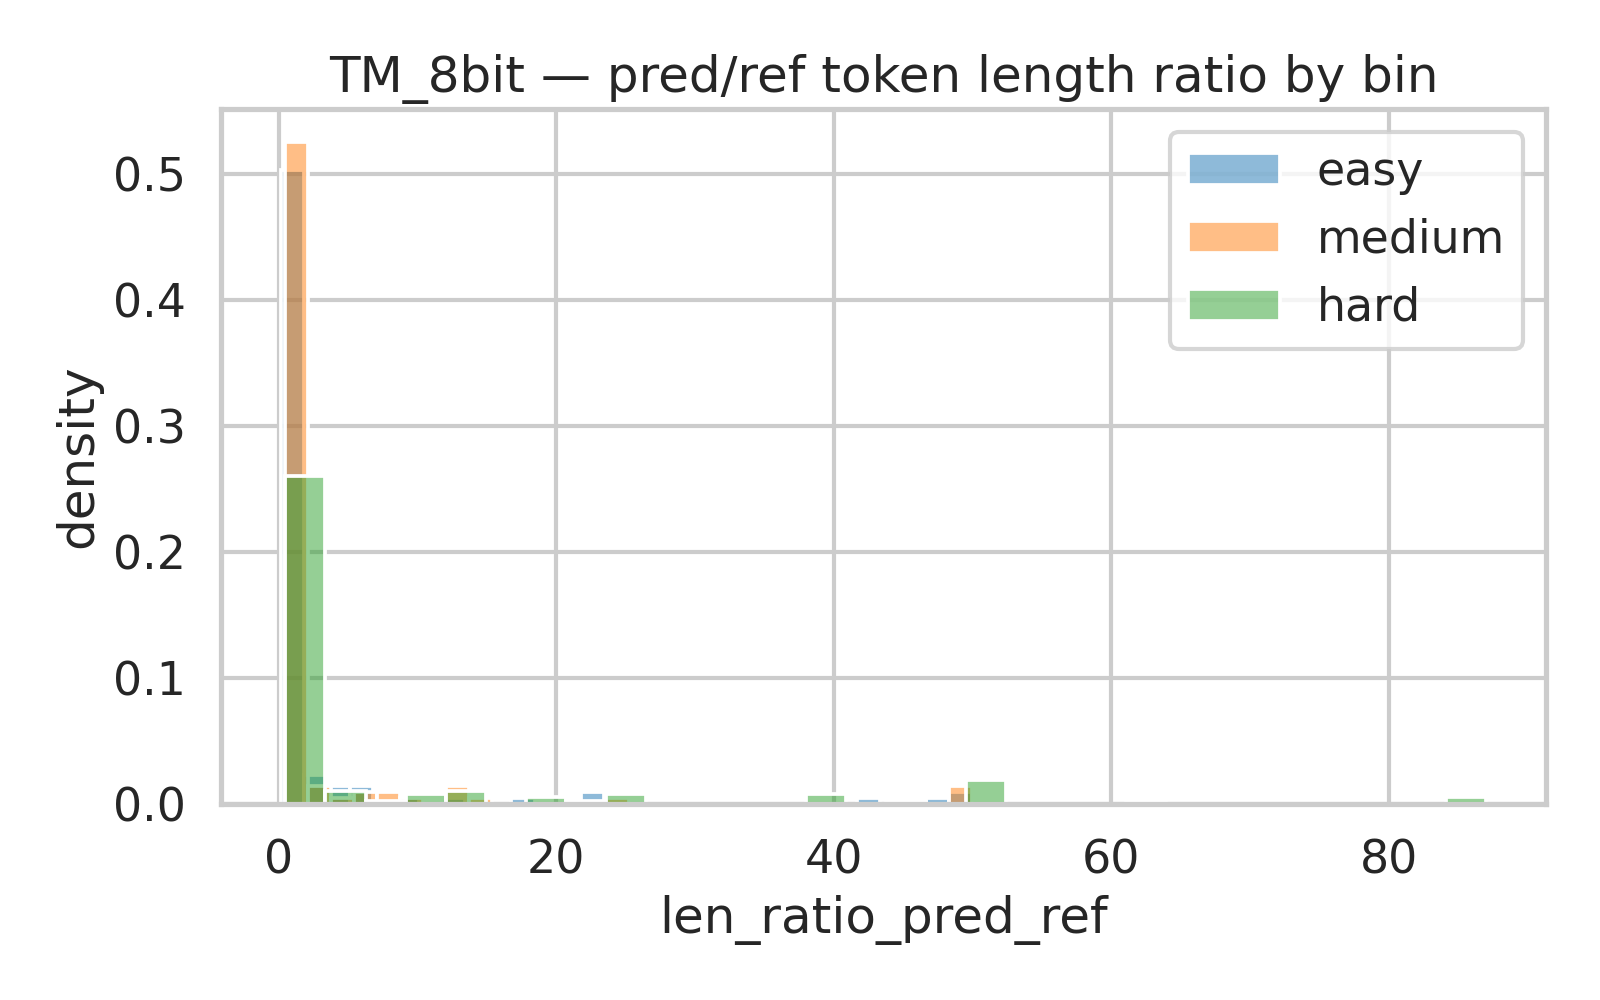 TM_8bit — pred/ref token length ratio by bin
easy
medium
hard
density
0.5
0.4
0.3
0.2
0.1
0.0
0 20 40 60 80
len_ratio_pred_ref